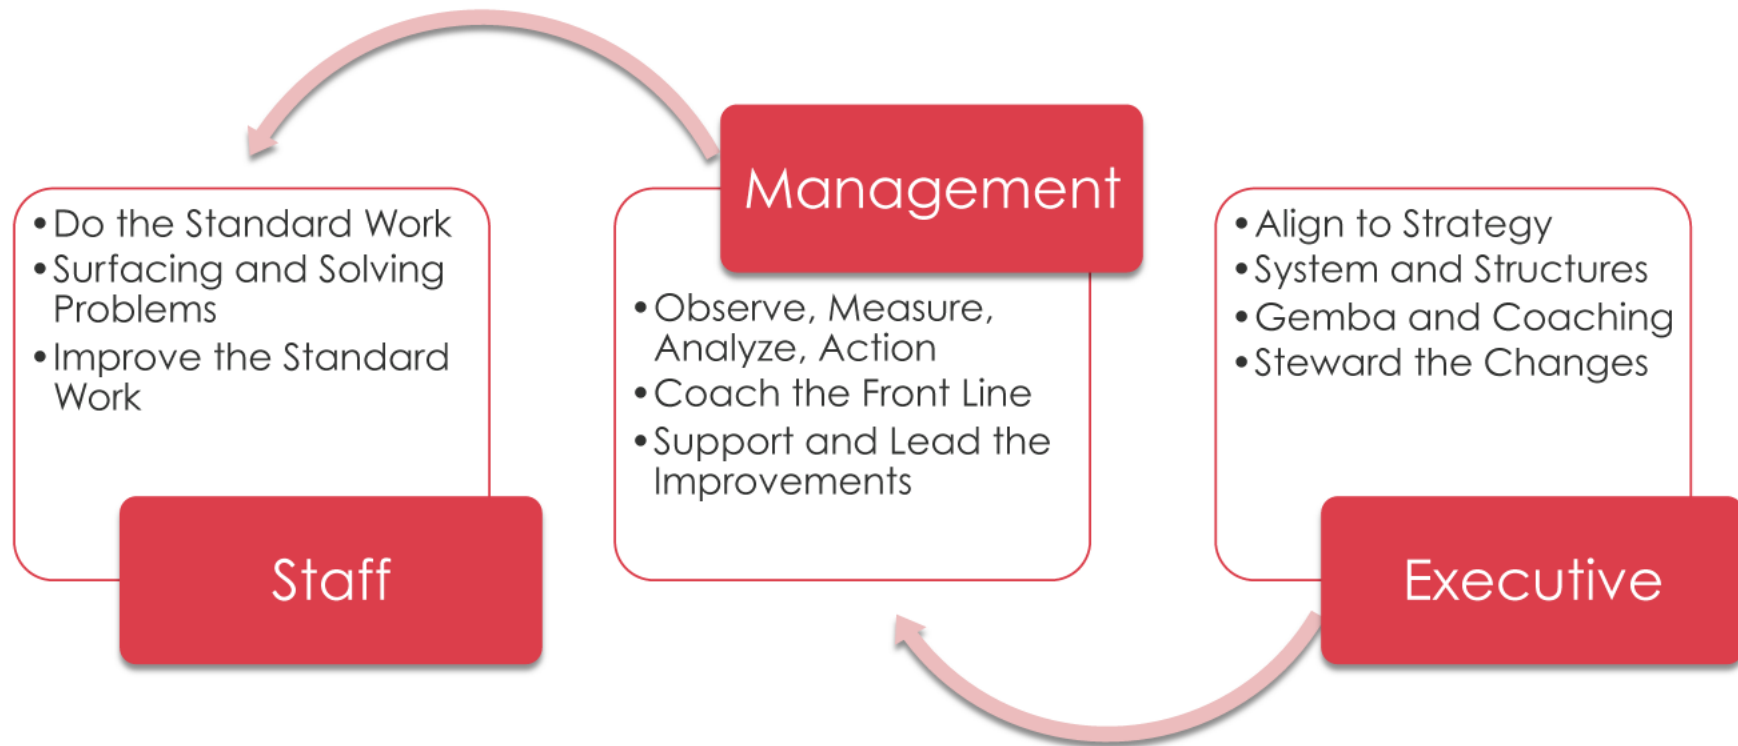 • Do the Standard Work
• Surfacing and Solving
Problems
• Improve the Standard
Work
Staff
Management
• Observe, Measure,
Analyze, Action
• Coach the Front Line
• Support and Lead the
Improvements
• Align to Strategy
• System and Structures
• Gemba and Coaching
• Steward the Changes
Executive